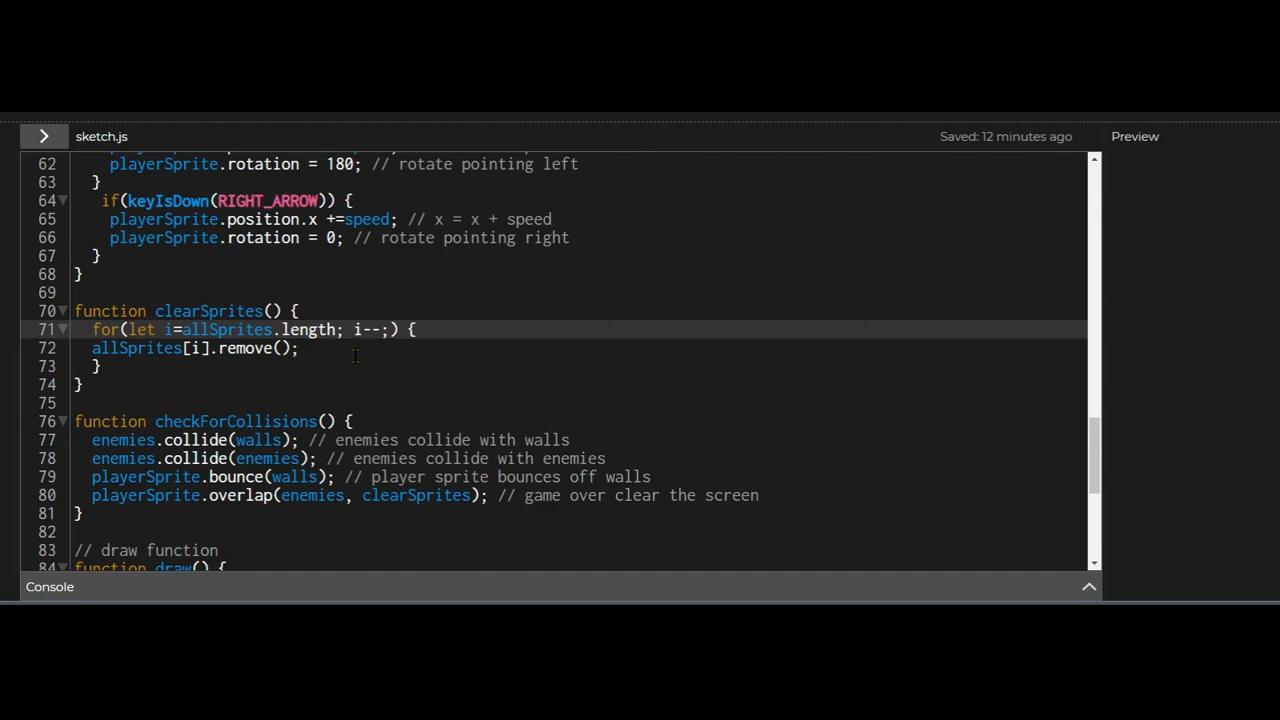 sketch.js Saved: 12 minutes ago Preview
62 playerSprite.rotation = 180; // rotate pointing left
63 }
64 if(keyIsDown(RIGHT_ARROW)) {
65 playerSprite.position.x +=speed; // x = x + speed
66 playerSprite.rotation = 0; // rotate pointing right
67 }
68 }
69
70 function clearSprites() {
71 for(let i=allSprites.length; i--;) {
72 allSprites[i].remove();
73 }
74 }
75
76 function checkForCollisions() {
77 enemies.collide(walls); // enemies collide with walls
78 enemies.collide(enemies); // enemies collide with enemies
79 playerSprite.bounce(walls); // player sprite bounces off walls
80 playerSprite.overlap(enemies, clearSprites); // game over clear the screen
81 }
82
83 // draw function
84 function draw() {
Console